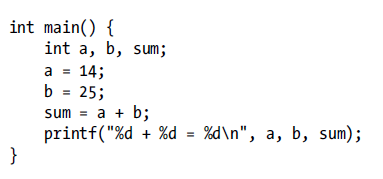 int main() {
    int a, b, sum;
    a = 14;
    b = 25;
    sum = a + b;
    printf("%d + %d = %d\n", a, b, sum);
}